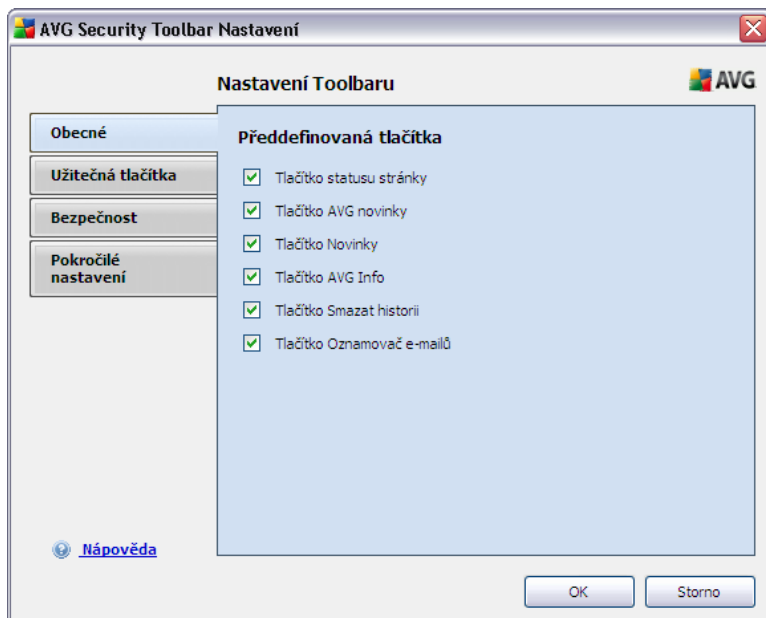 AVG Security Toolbar Nastavení
Nastavení Toolbaru
AVG
Obecné
Užitečná tlačítka
Bezpečnost
Pokročilé
nastavení
Předdefinovaná tlačítka
Tlačítko statusu stránky
Tlačítko AVG novinky
Tlačítko Novinky
Tlačítko AVG Info
Tlačítko Smazat historii
Tlačítko Oznamovač e-mailů
Nápověda
OK
Storno